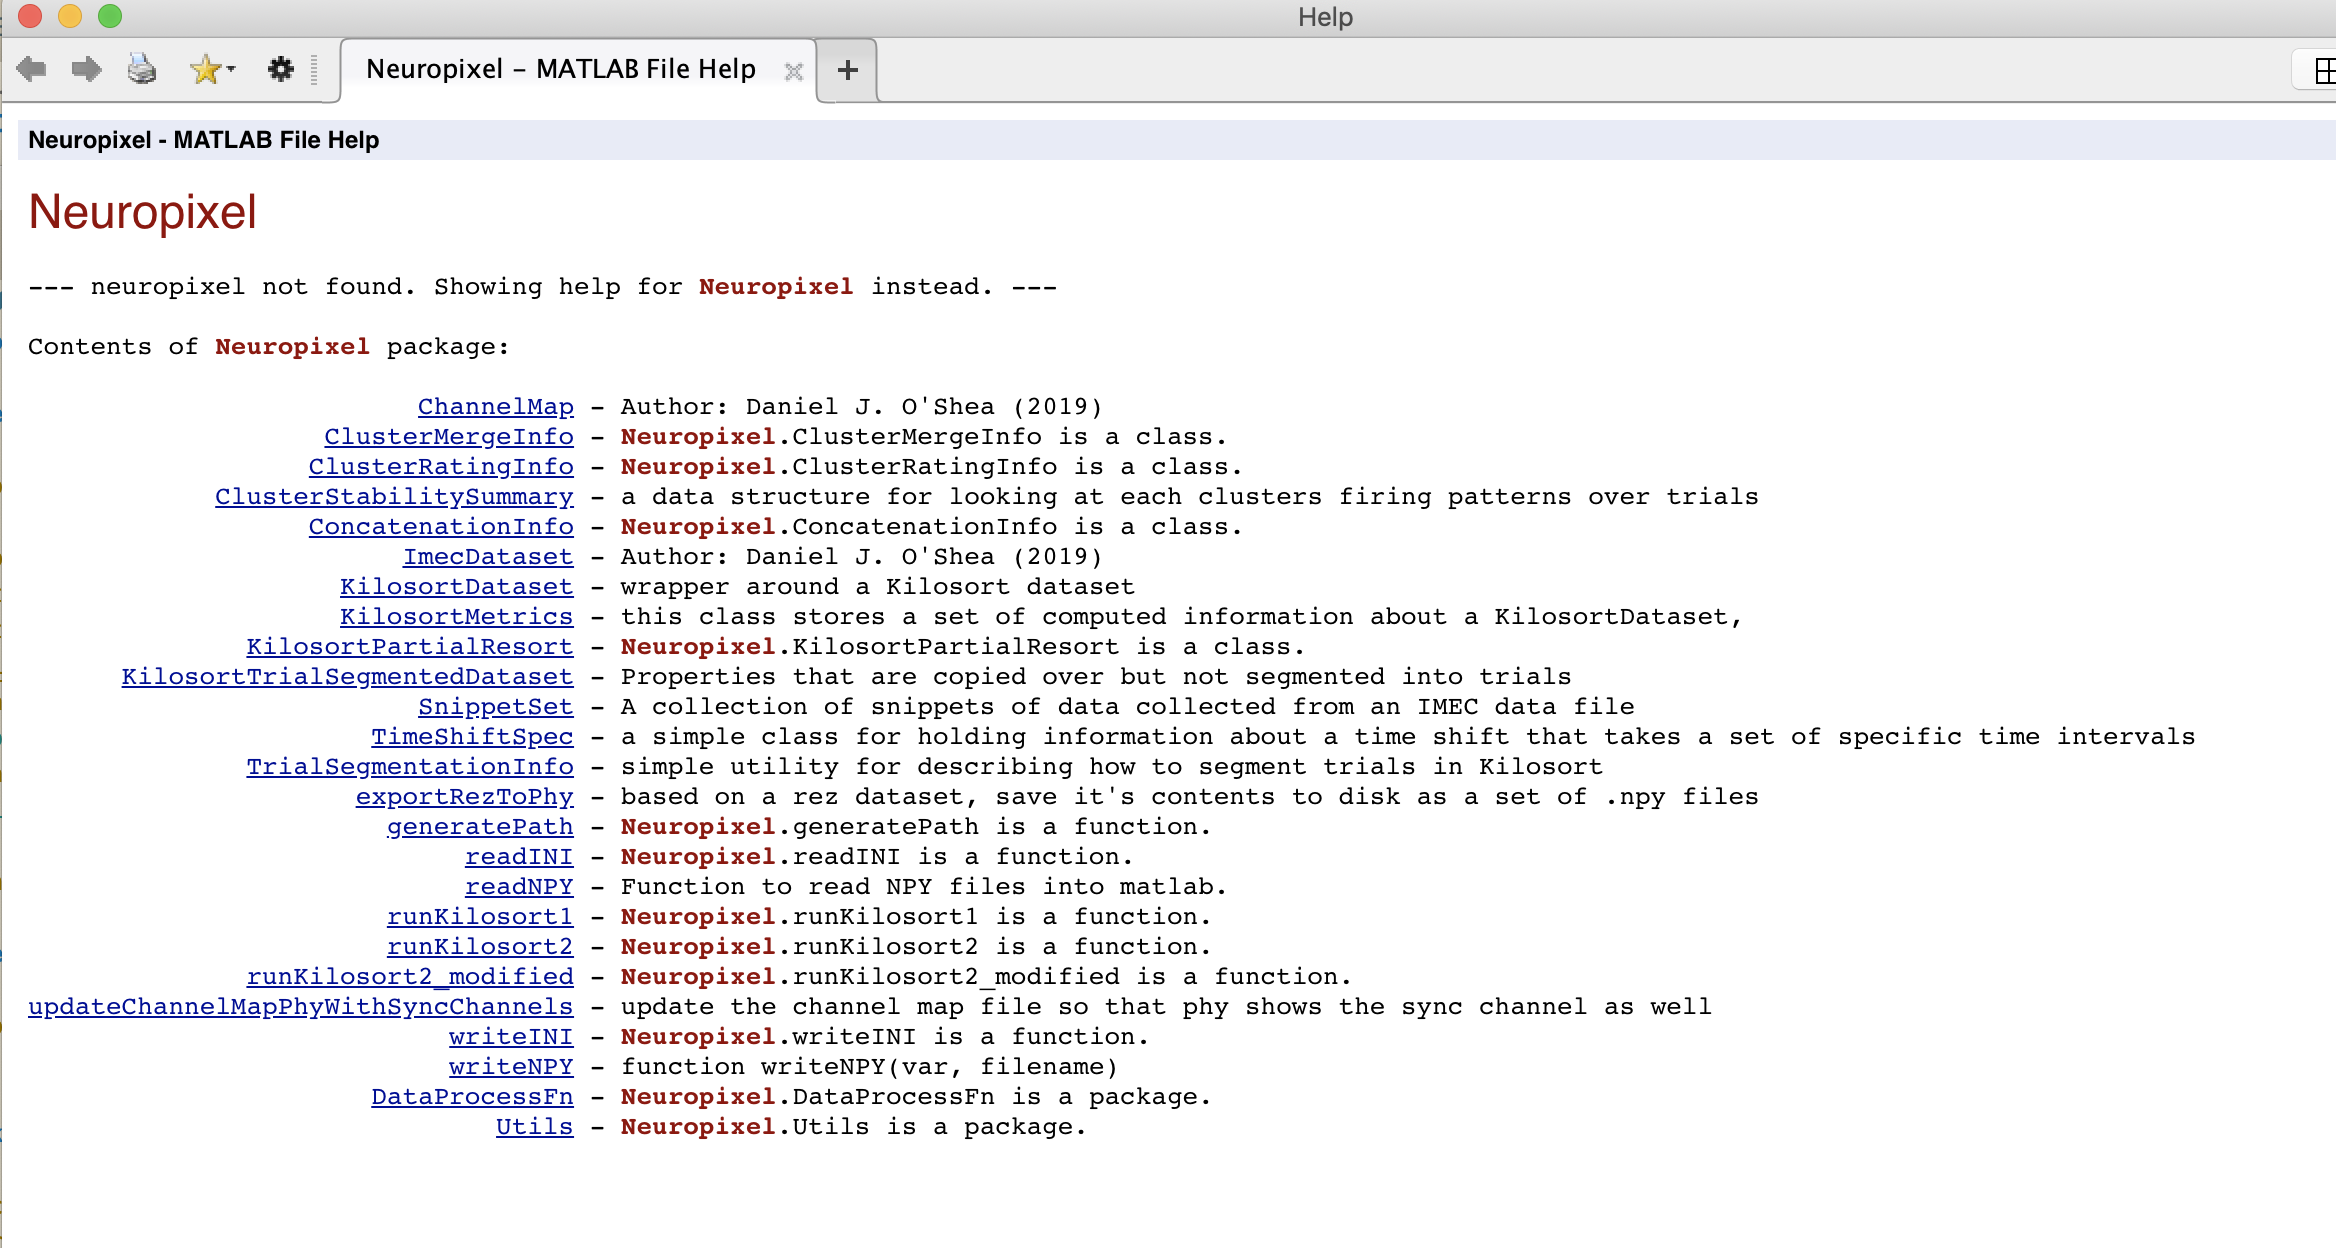 Help
Neuropixel – MATLAB File Help
Neuropixel - MATLAB File Help
Neuropixel
--- neuropixel not found. Showing help for Neuropixel instead. ---
Contents of Neuropixel package:
ChannelMap - Author: Daniel J. O'Shea (2019)
ClusterMergeInfo - Neuropixel.ClusterMergeInfo is a class.
ClusterRatingInfo - Neuropixel.ClusterRatingInfo is a class.
ClusterStabilitySummary - a data structure for looking at each clusters firing patterns over trials
ConcatenationInfo - Neuropixel.ConcatenationInfo is a class.
ImecDataset - Author: Daniel J. O'Shea (2019)
KilosortDataset - wrapper around a Kilosort dataset
KilosortMetrics - this class stores a set of computed information about a KilosortDataset,
KilosortPartialResort - Neuropixel.KilosortPartialResort is a class.
KilosortTrialSegmentedDataset - Properties that are copied over but not segmented into trials
SnippetSet - A collection of snippets of data collected from an IMEC data file
TimeShiftSpec - a simple class for holding information about a time shift that takes a set of specific time intervals
TrialSegmentationInfo - simple utility for describing how to segment trials in Kilosort
exportRezToPhy - based on a rez dataset, save it's contents to disk as a set of .npy files
generatePath - Neuropixel.generatePath is a function.
readINI - Neuropixel.readINI is a function.
readNPY - Function to read NPY files into matlab.
runKilosort1 - Neuropixel.runKilosort1 is a function.
runKilosort2 - Neuropixel.runKilosort2 is a function.
runKilosort2_modified - Neuropixel.runKilosort2_modified is a function.
updateChannelMapPhyWithSyncChannels - update the channel map file so that phy shows the sync channel as well
writeINI - Neuropixel.writeINI is a function.
writeNPY - function writeNPY(var, filename)
DataProcessFn - Neuropixel.DataProcessFn is a package.
Utils - Neuropixel.Utils is a package.